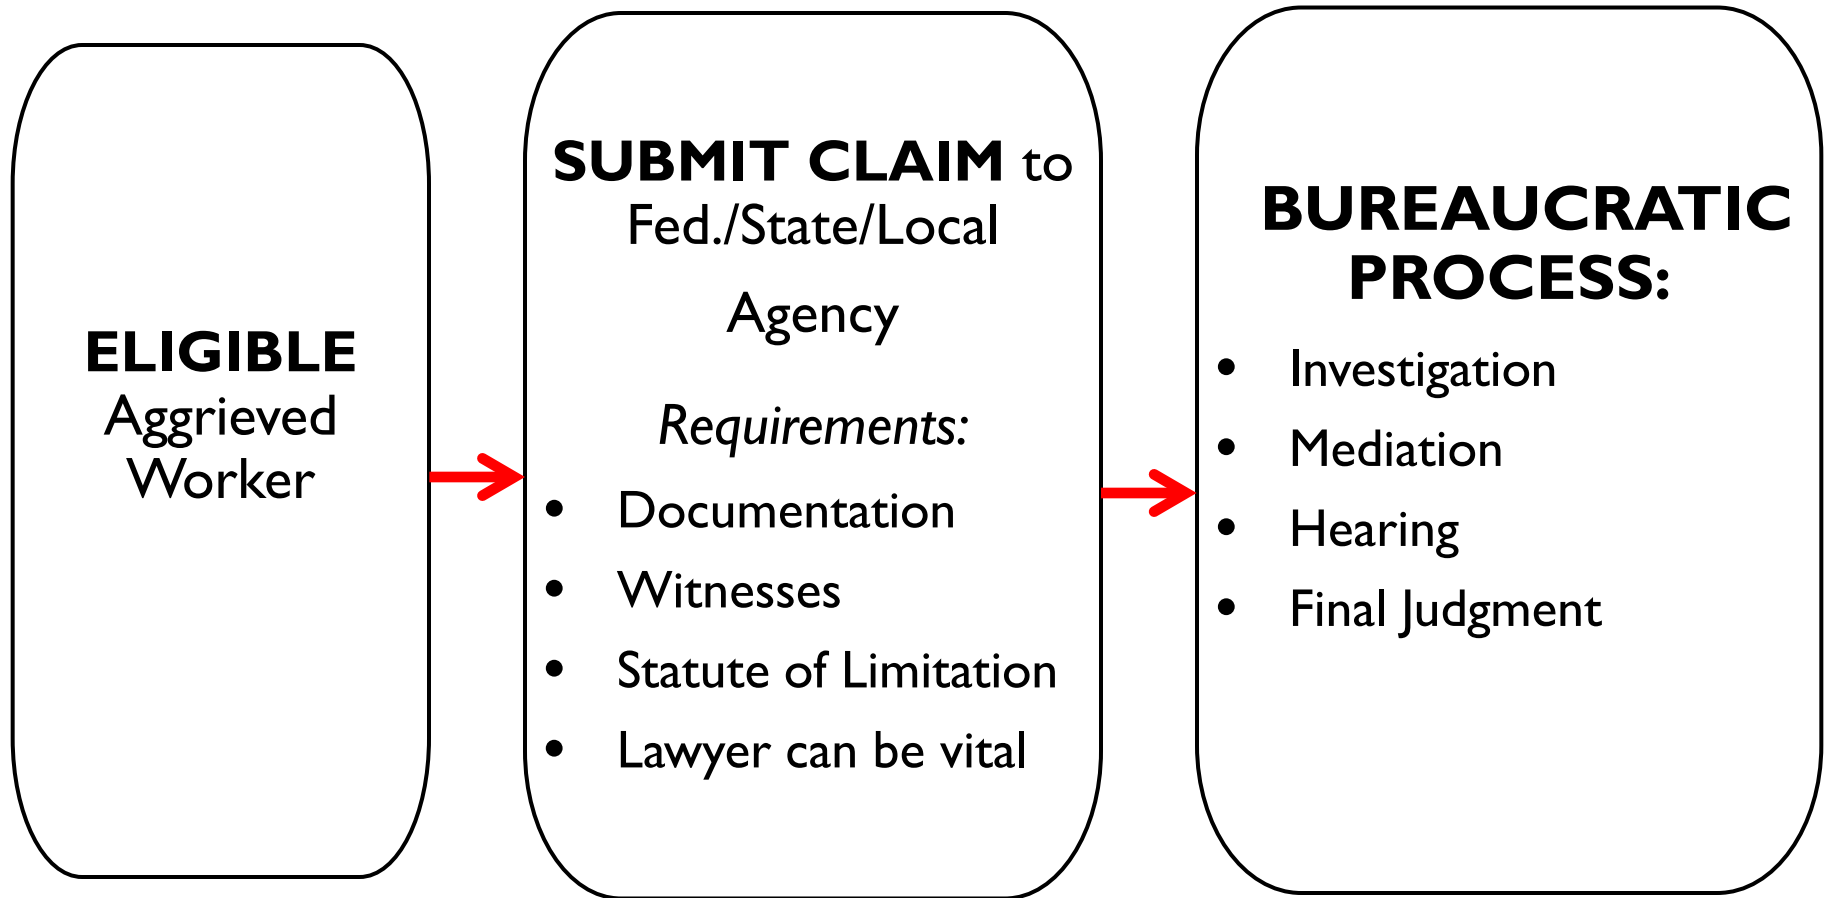 ELIGIBLE
Aggrieved
Worker
SUBMIT CLAIM to
Fed./State/Local
Agency
Requirements:
• Documentation
• Witnesses
• Statute of Limitation
• Lawyer can be vital
BUREAUCRATIC
PROCESS:
• Investigation
• Mediation
• Hearing
• Final Judgment